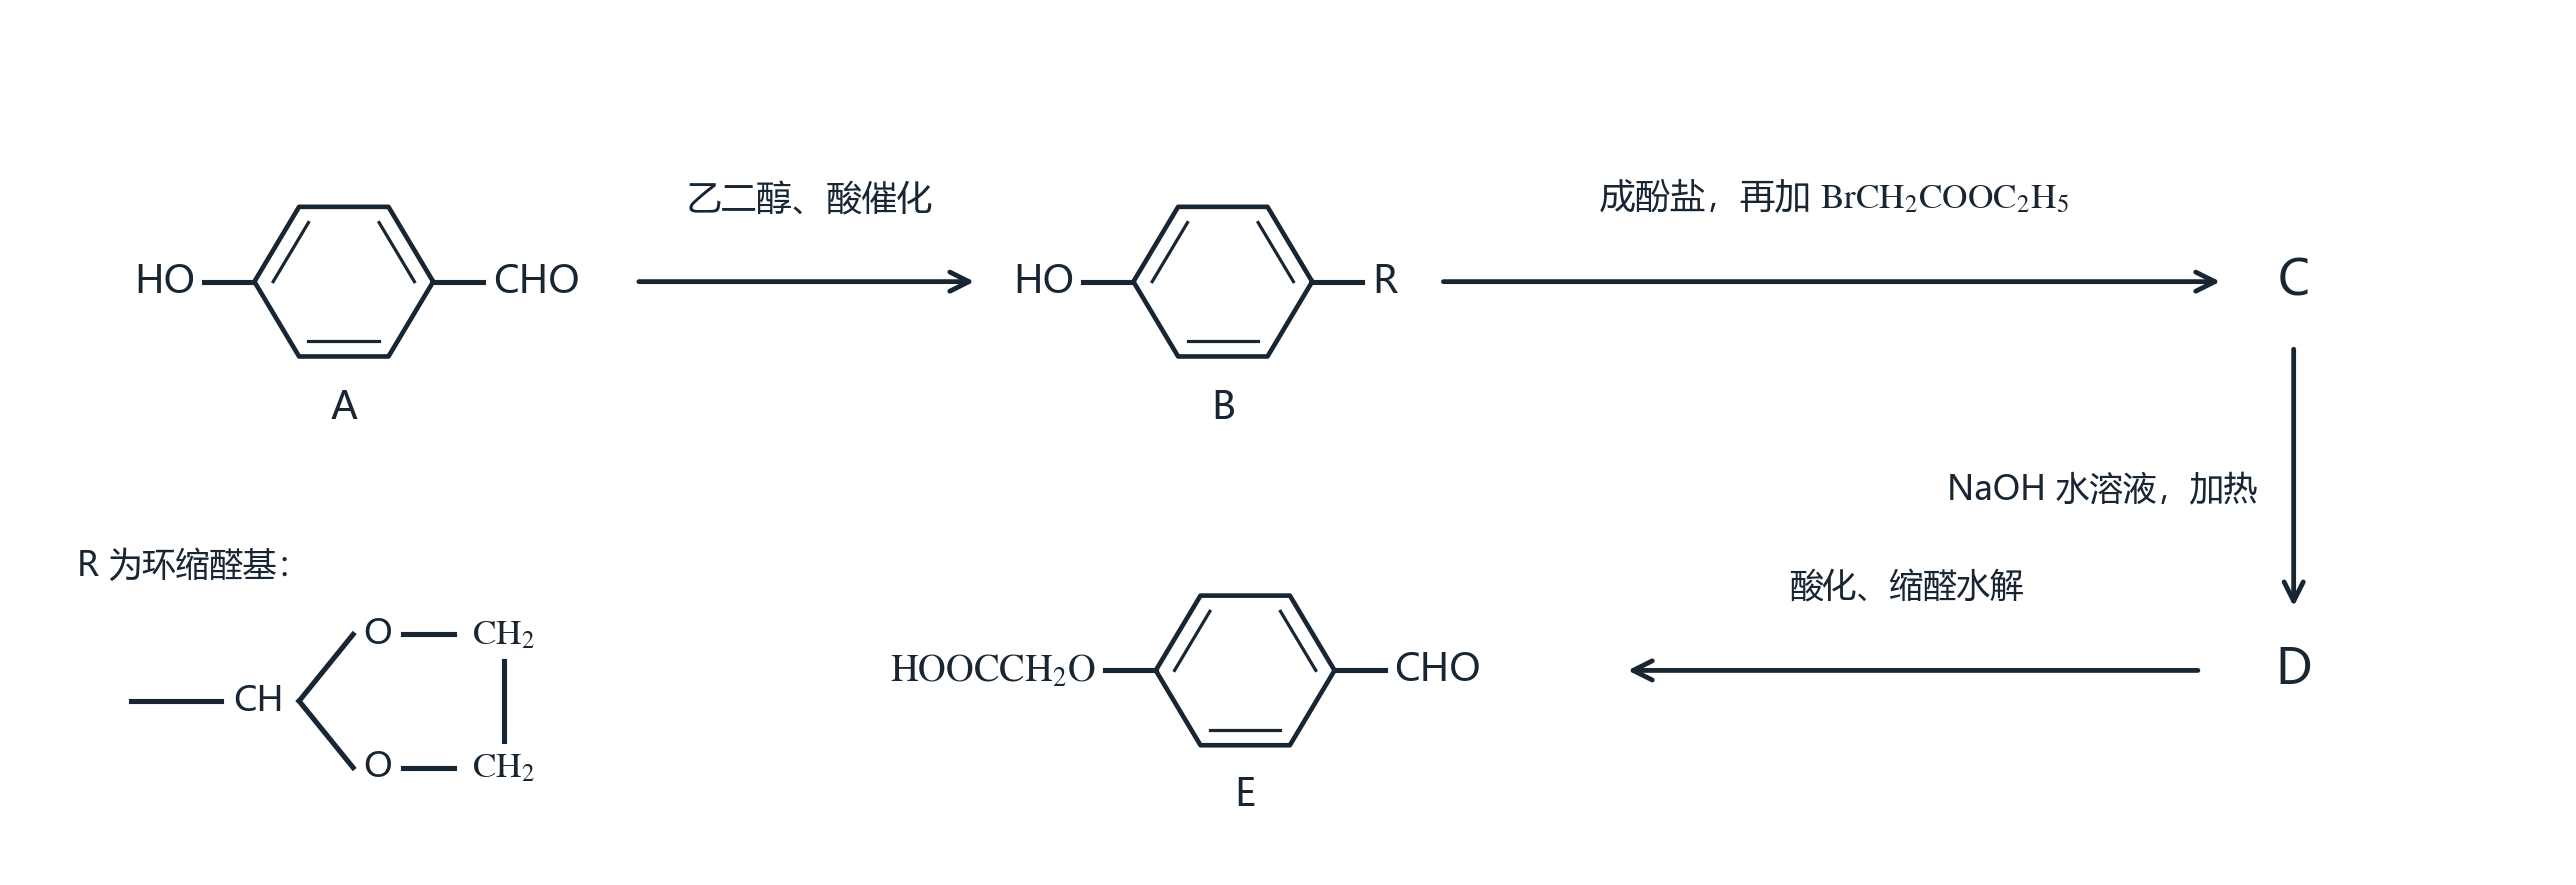 乙二醇、酸催化
成酚盐，再加 BrCH₂COOC₂H₅
HO
CHO
HO
R
C
A
B
NaOH 水溶液，加热
R 为环缩醛基：
酸化、缩醛水解
O
CH₂
CH
O
CH₂
HOOCCH₂O
CHO
D
E